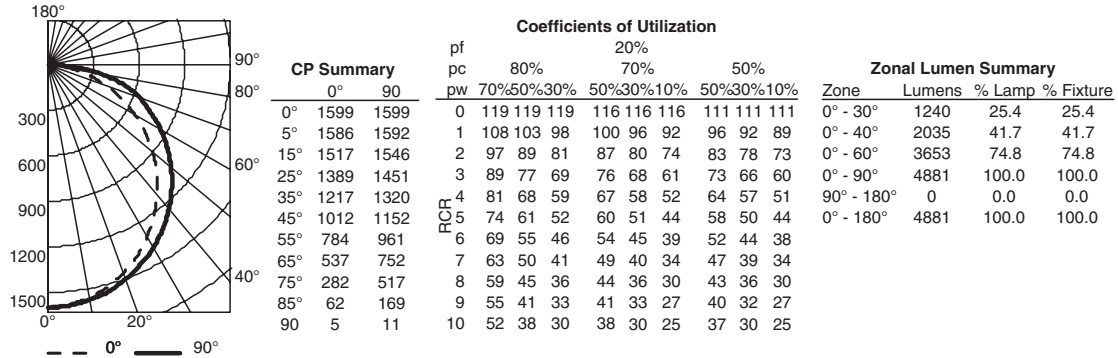 180°
90°
80°
60°
40°
20°
0°
300
600
900
1200
1500
0° 90°
CP Summary
0° 90
0° 1599 1599
5° 1586 1592
15° 1517 1546
25° 1389 1451
35° 1217 1320
45° 1012 1152
55° 784 961
65° 537 752
75° 282 517
85° 62 169
90 5 11
Coefficients of Utilization
pf 20%
pc 80% 70% 50%
pw 70%50%30% 50%30%10% 50%30%10%
RCR
0 119 119 119 116 116 116 111 111 111
1 108 103 98 100 96 92 96 92 89
2 97 89 81 87 80 74 83 78 73
3 89 77 69 76 68 61 73 66 60
4 81 68 59 67 58 52 64 57 51
5 74 61 52 60 51 44 58 50 44
6 69 55 46 54 45 39 52 44 38
7 63 50 41 49 40 34 47 39 34
8 59 45 36 44 36 30 43 36 30
9 55 41 33 41 33 27 40 32 27
10 52 38 30 38 30 25 37 30 25
Zonal Lumen Summary
Zone Lumens % Lamp % Fixture
0° - 30° 1240 25.4 25.4
0° - 40° 2035 41.7 41.7
0° - 60° 3653 74.8 74.8
0° - 90° 4881 100.0 100.0
90° - 180° 0 0.0 0.0
0° - 180° 4881 100.0 100.0